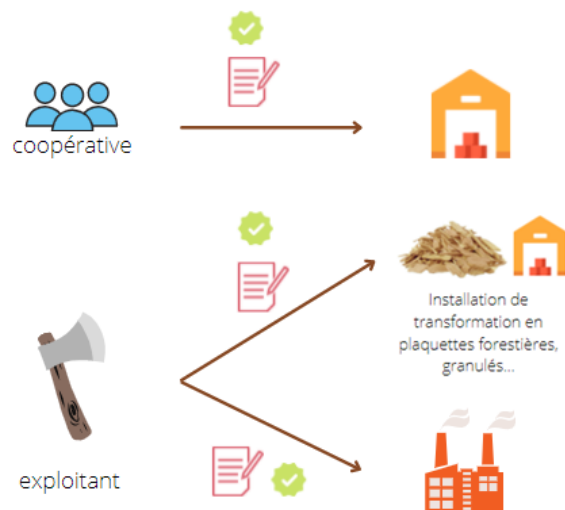 coopérative
Installation de
transformation en
plaquettes forestières,
granulés...
exploitant